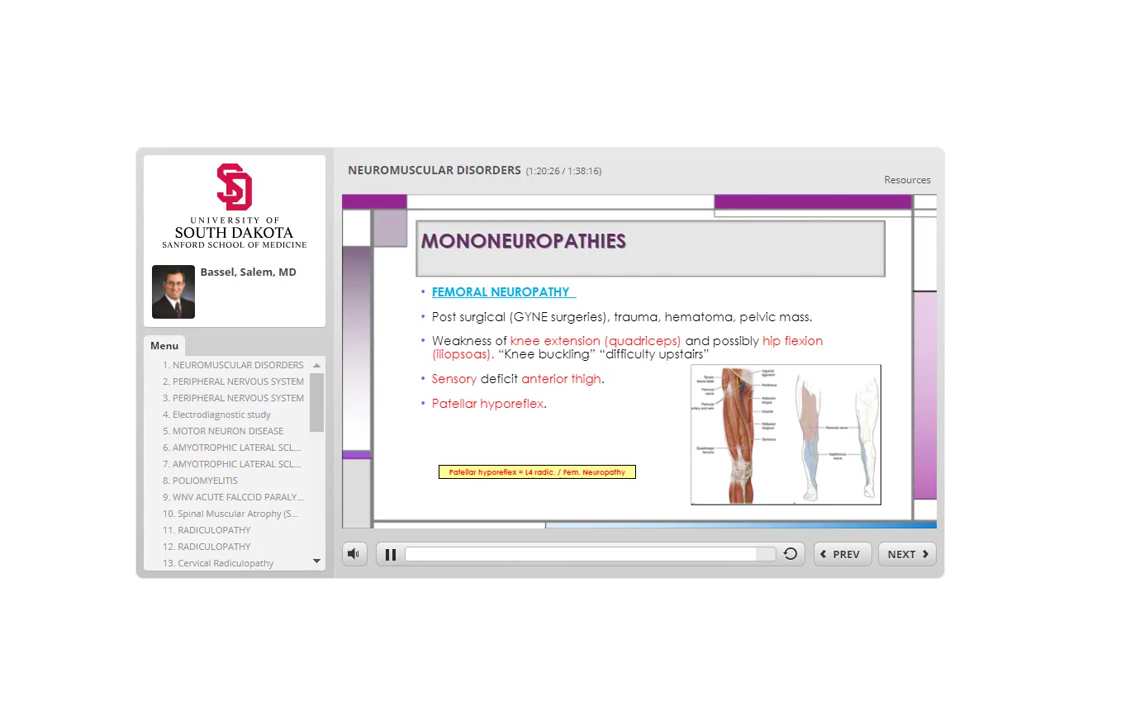 UNIVERSITY OF
SOUTH DAKOTA
SANFORD SCHOOL OF MEDICINE
Bassel, Salem, MD
Menu
1. NEUROMUSCULAR DISORDERS
2. PERIPHERAL NERVOUS SYSTEM
3. PERIPHERAL NERVOUS SYSTEM
4. Electrodiagnostic study
5. MOTOR NEURON DISEASE
6. AMYOTROPHIC LATERAL SCL...
7. AMYOTROPHIC LATERAL SCL...
8. POLIOMYELITIS
9. WNV ACUTE FALCCID PARALY...
10. Spinal Muscular Atrophy (S...
11. RADICULOPATHY
12. RADICULOPATHY
13. Cervical Radiculopathy
NEUROMUSCULAR DISORDERS (1:20:26 / 1:38:16)
Resources
MONONEUROPATHIES
• FEMORAL NEUROPATHY
• Post surgical (GYNE surgeries), trauma, hematoma, pelvic mass.
• Weakness of knee extension (quadriceps) and possibly hip flexion
(iliopsoas). “Knee buckling” “difficulty upstairs”
• Sensory deficit anterior thigh.
• Patellar hyporeflex.
Patellar hyporeflex = L4 radic. / Fem. Neuropathy
PREV
NEXT